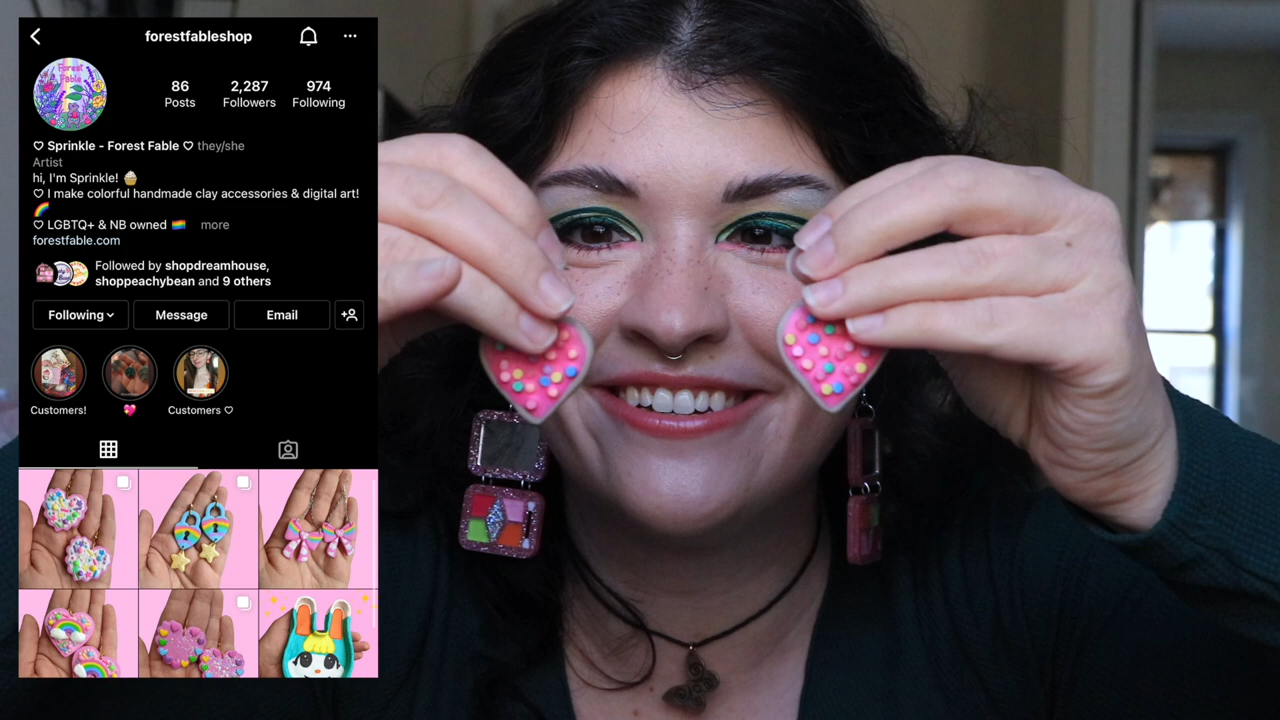 forestfableshop
Forest
Fable
86 2,287 974
Posts Followers Following
♡ Sprinkle - Forest Fable ♡ they/she
Artist
hi, I'm Sprinkle! 🧁
♡ I make colorful handmade clay accessories & digital art!
🌈
♡ LGBTQ+ & NB owned 🏳️‍🌈 more
forestfable.com
Followed by shopdreamhouse,
shoppeachybean and 9 others
Following Message Email
Customers! 💖 Customers ♡